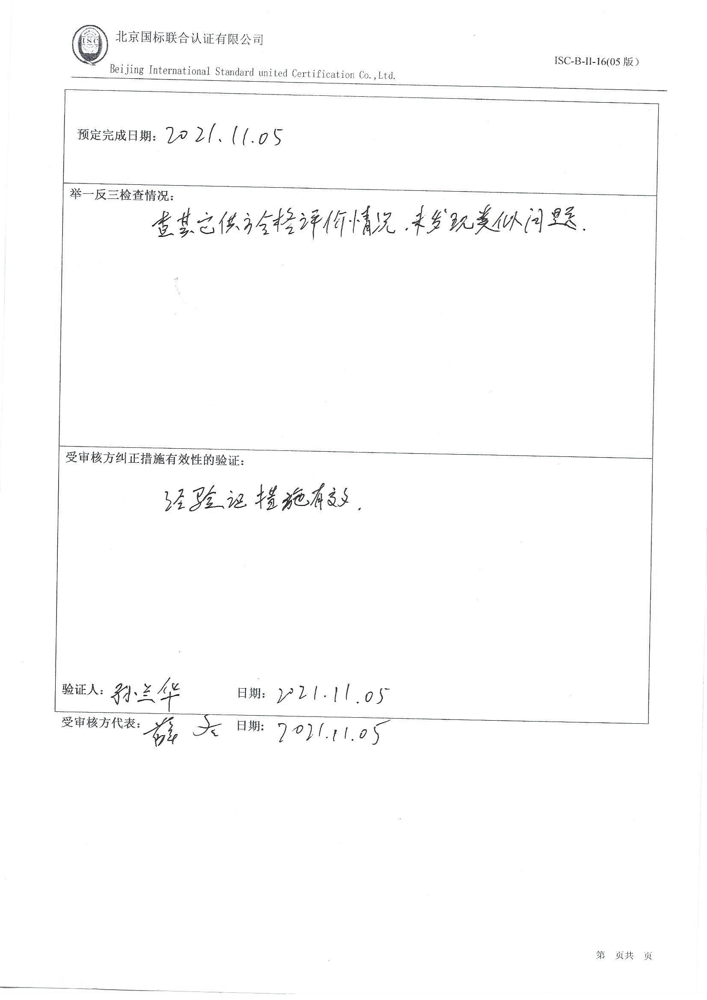 ISC
北京国标联合认证有限公司
Beijing International Standard united Certification Co.,Ltd.
ISC-B-II-16(05 版)
预定完成日期: 2021.11.05
举一反三检查情况:
查其它供方合格评价情况,未发现类似问题.
受审核方纠正措施有效性的验证:
经验证措施有效.
验证人: 孙兰华 日期: 2021.11.05
受审核方代表: 薛 日期: 2021.11.05
第 页共 页